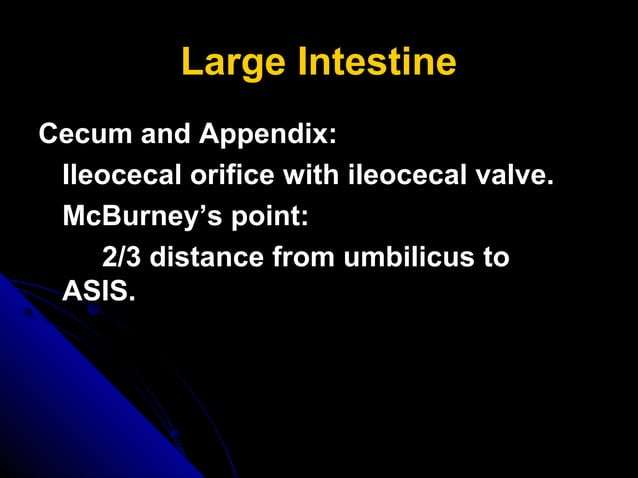 Large Intestine
Cecum and Appendix:
Ileocecal orifice with ileocecal valve.
McBurney’s point:
2/3 distance from umbilicus to
ASIS.